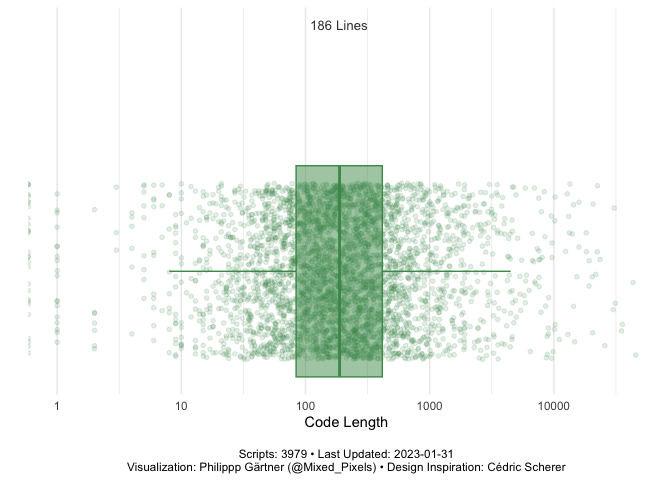 186 Lines
1 10 100 1000 10000
Code Length
Scripts: 3979 • Last Updated: 2023-01-31
Visualization: Philippp Gärtner (@Mixed_Pixels) • Design Inspiration: Cédric Scherer